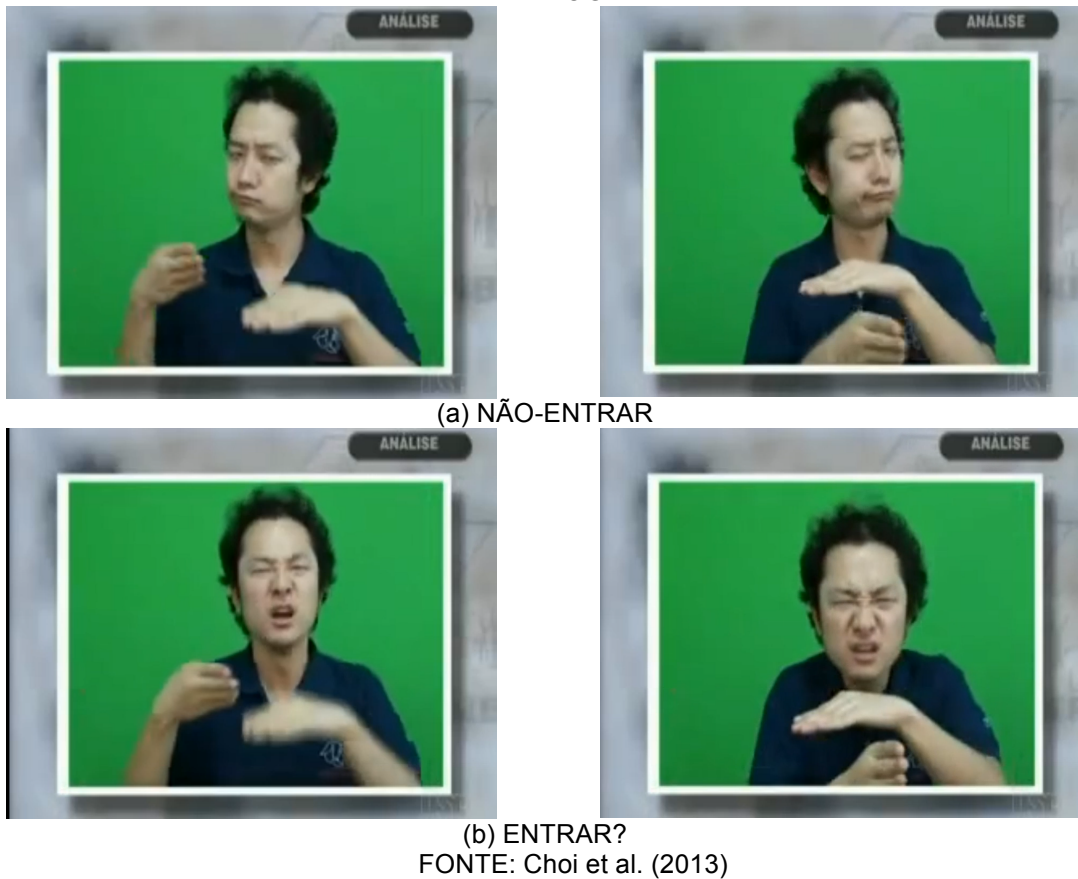 ANÁLISE
ANÁLISE
(a) NÃO-ENTRAR
ANÁLISE
ANÁLISE
(b) ENTRAR?
FONTE: Choi et al. (2013)